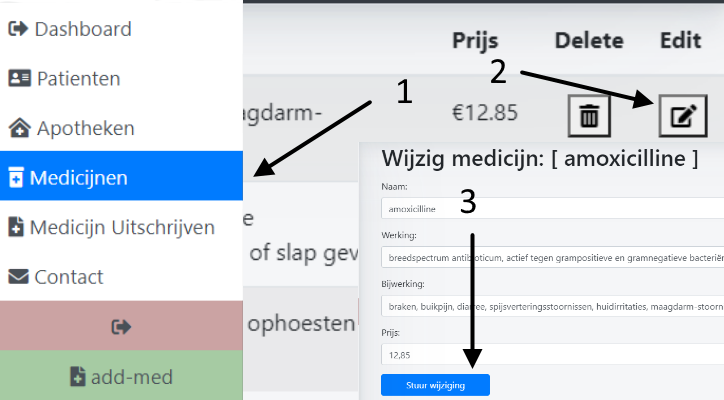 Dashboard
Patienten
Apotheken
Medicijnen
Medicijn Uitschrijven
Contact
add-med
Prijs Delete Edit
1
2
agdarm- €12.85
e
of slap gev
ophoesten
Wijzig medicijn: [ amoxicilline ]
3
Naam:
amoxicilline
Werking:
breedspectrum antibioticum, actief tegen grampositieve en gramnegatieve bacteriën
Bijwerking:
braken, buikpijn, diarree, spijsverteringsstoornissen, huidirritaties, maagdarm-stoorn
Prijs:
12,85
Stuur wijziging